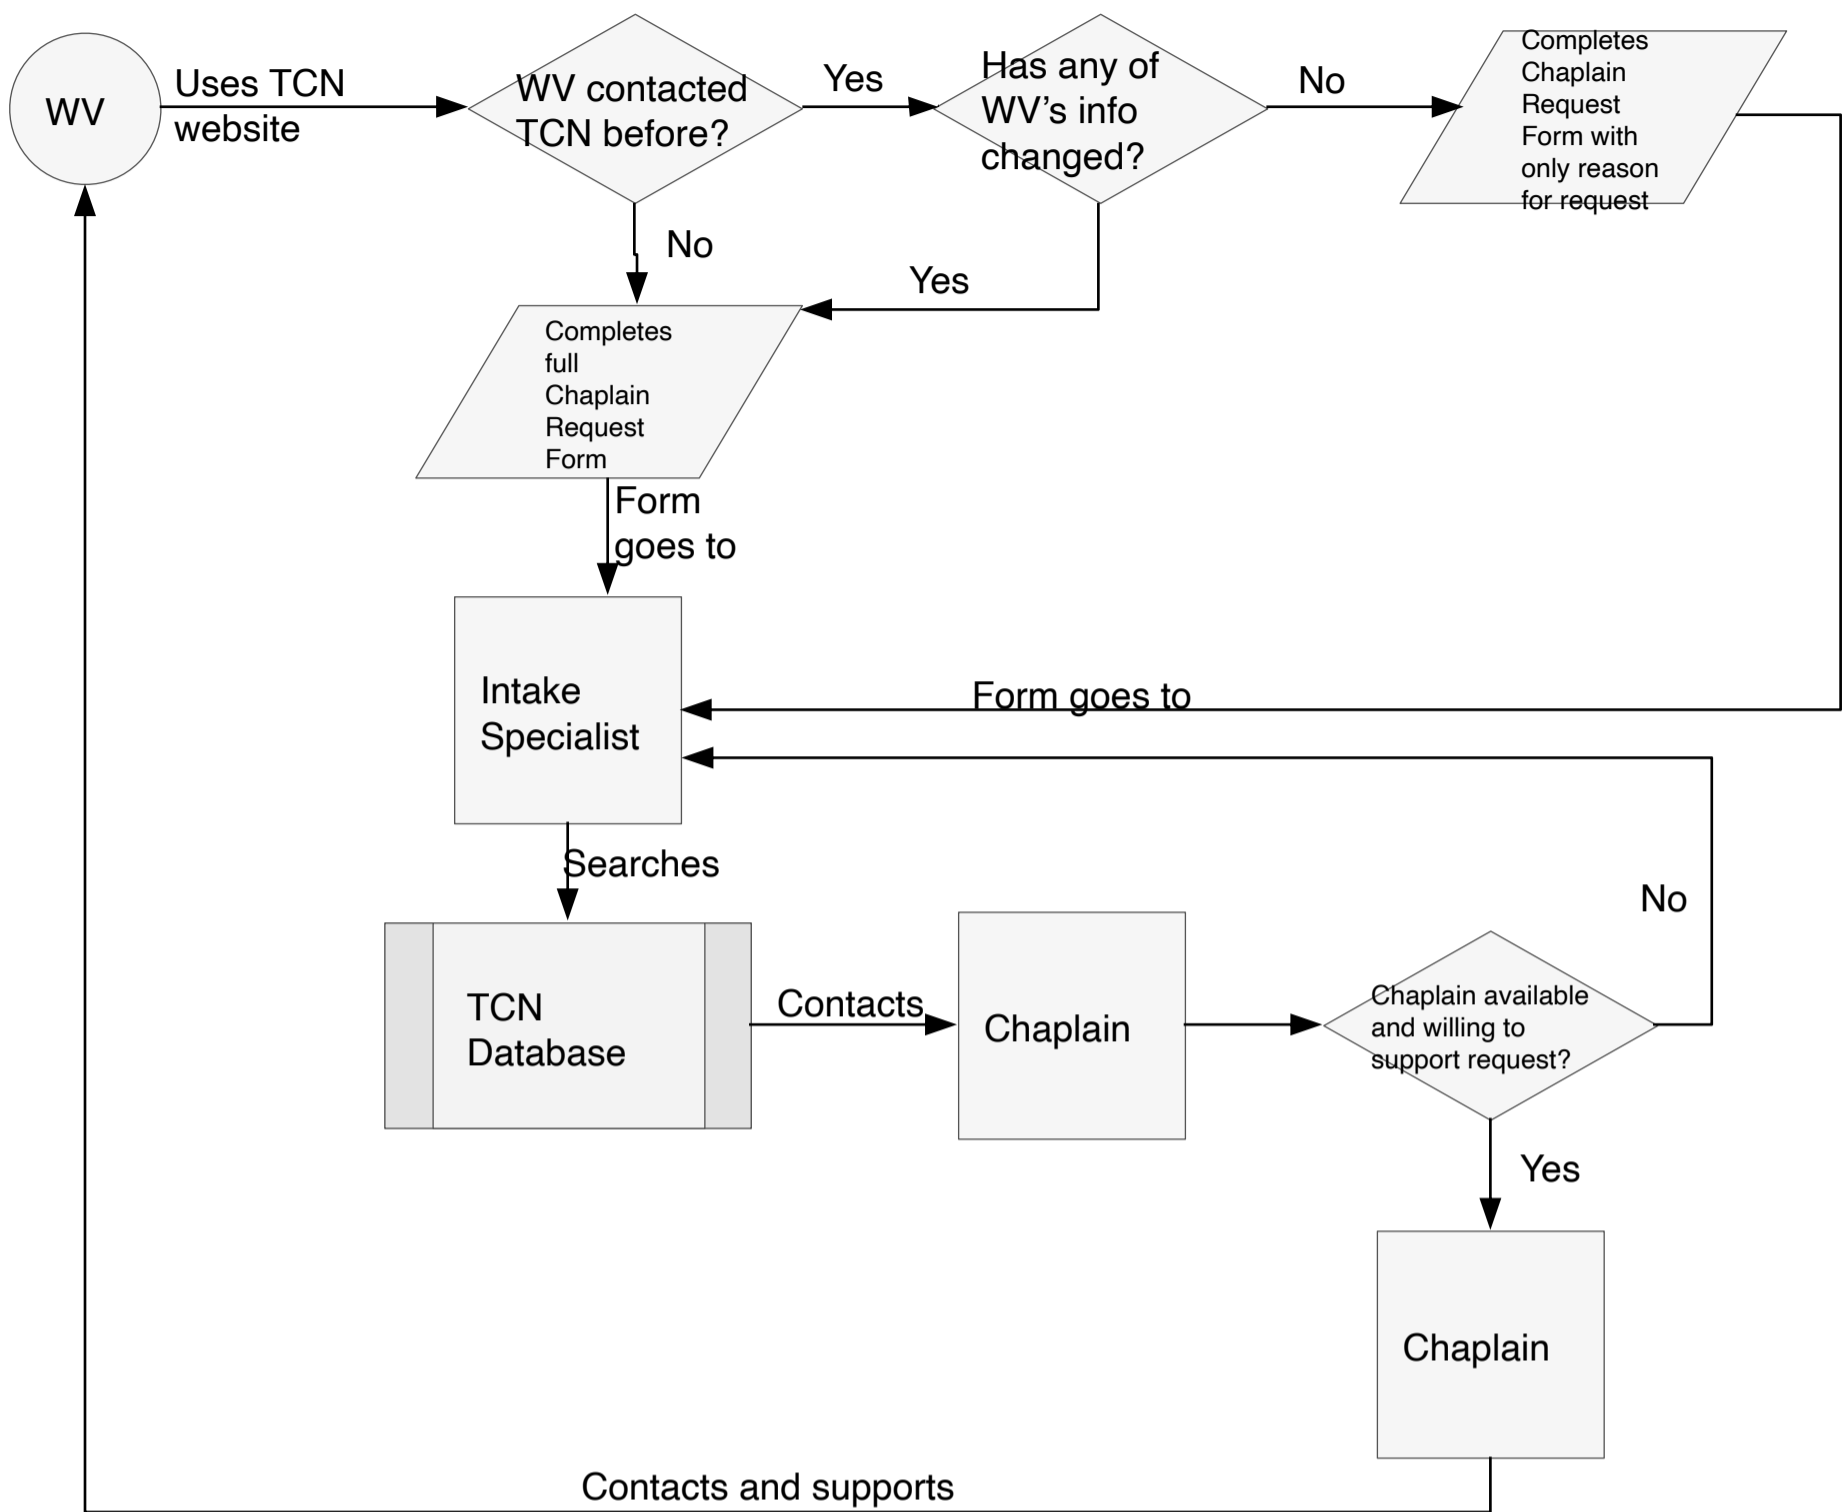 WV
Uses TCN
website
WV contacted
TCN before?
Yes
Has any of
WV’s info
changed?
No
Completes
Chaplain
Request
Form with
only reason
for request
No
Yes
Completes
full
Chaplain
Request
Form
Form
goes to
Intake
Specialist
Form goes to
Searches
No
TCN
Database
Contacts
Chaplain
Chaplain available
and willing to
support request?
Yes
Chaplain
Contacts and supports